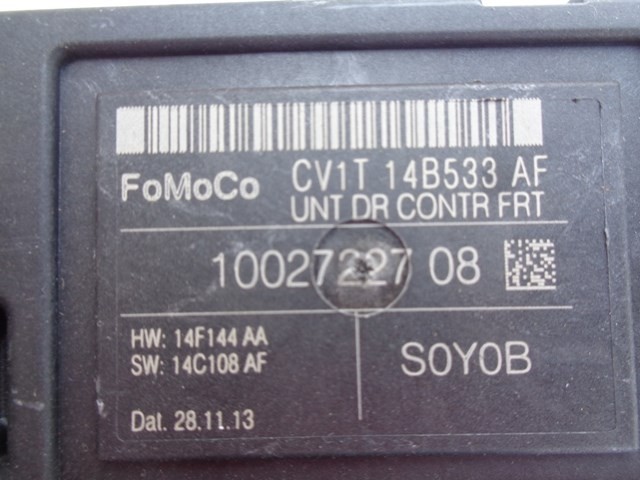 FoMoCo CV1T 14B533 AF
UNT DR CONTR FRT
10027227 08
HW: 14F144 AA
SW: 14C108 AF
S0Y0B
Dat. 28.11.13